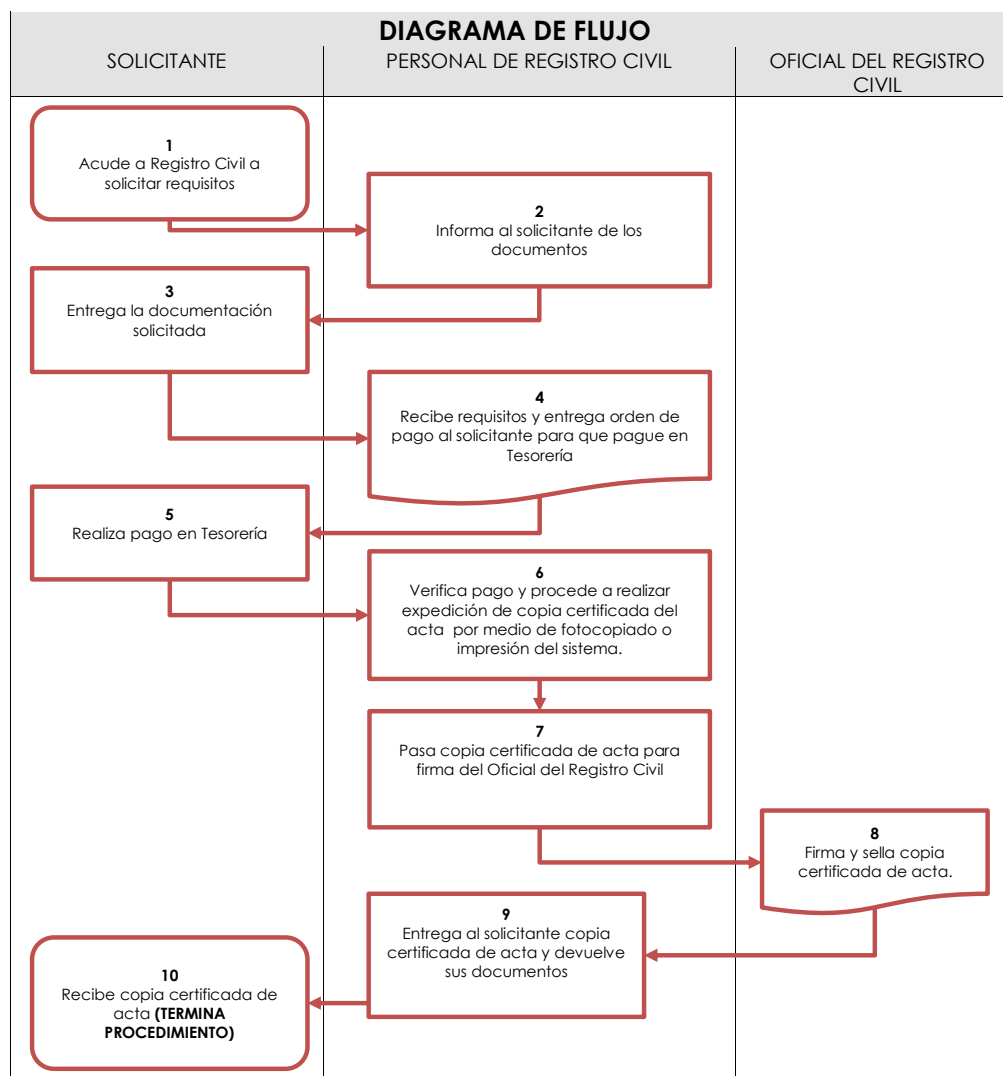 DIAGRAMA DE FLUJO
SOLICITANTE
PERSONAL DE REGISTRO CIVIL
OFICIAL DEL REGISTRO
CIVIL
1
Acude a Registro Civil a
solicitar requisitos
2
Informa al solicitante de los
documentos
3
Entrega la documentación
solicitada
4
Recibe requisitos y entrega orden de
pago al solicitante para que pague en
Tesorería
5
Realiza pago en Tesorería
6
Verifica pago y procede a realizar
expedición de copia certificada del
acta por medio de fotocopiado o
impresión del sistema.
7
Pasa copia certificada de acta para
firma del Oficial del Registro Civil
8
Firma y sella copia
certificada de acta.
9
Entrega al solicitante copia
certificada de acta y devuelve
sus documentos
10
Recibe copia certificada de
acta (TERMINA
PROCEDIMIENTO)